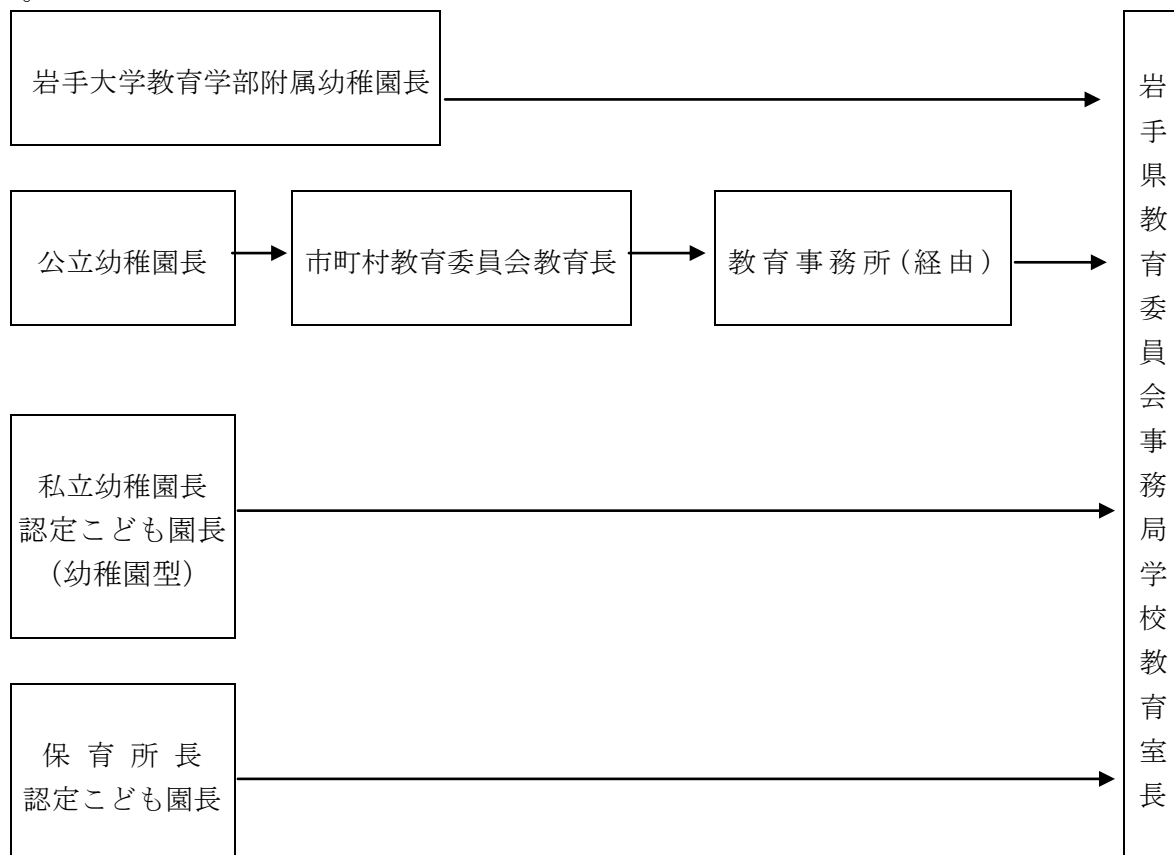 。
岩手大学教育学部附属幼稚園長
公立幼稚園長
市町村教育委員会教育長
教育事務所(経由)
私立幼稚園長
認定こども園長
(幼稚園型)
保育所長
認定こども園長
岩手県教育委員会事務局学校教育室長